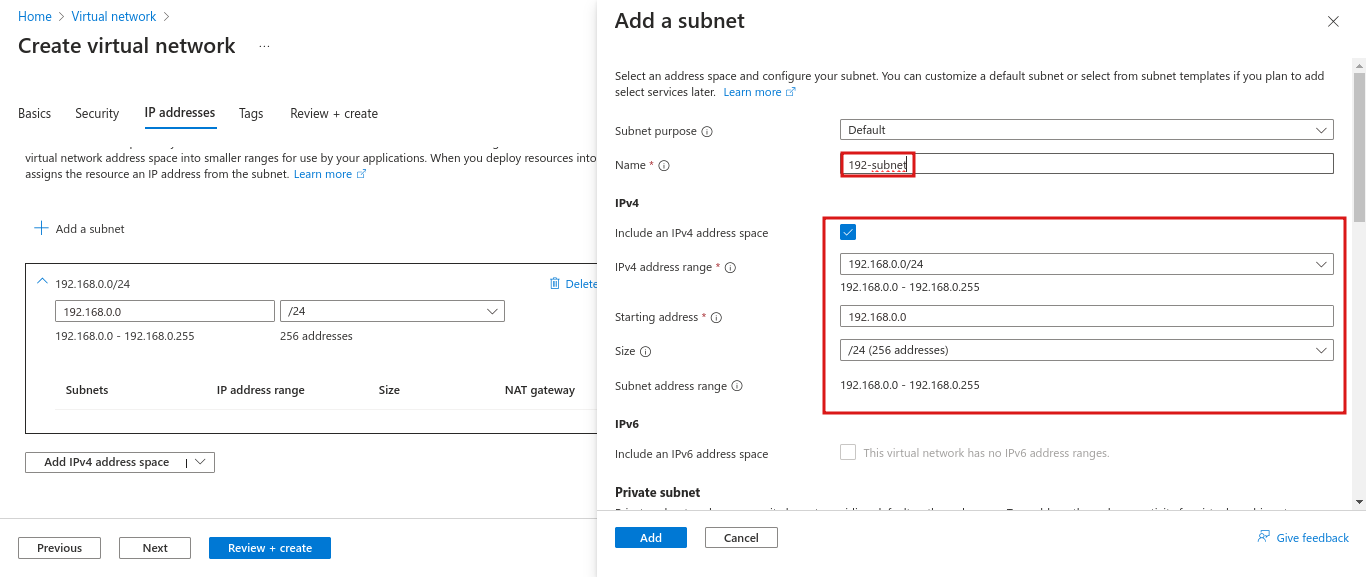 Home > Virtual network >
Create virtual network ...
Basics Security IP addresses Tags Review + create
virtual network address space into smaller ranges for use by your applications. When you deploy resources into
assigns the resource an IP address from the subnet. Learn more
+ Add a subnet
192.168.0.0/24 Delete
192.168.0.0 /24
192.168.0.0 - 192.168.0.255 256 addresses
Subnets IP address range Size NAT gateway
Add IPv4 address space |
Previous Next Review + create
Add a subnet
Select an address space and configure your subnet. You can customize a default subnet or select from subnet templates if you plan to add
select services later. Learn more
Subnet purpose Default
Name * 192-subnet
IPv4
Include an IPv4 address space
IPv4 address range * 192.168.0.0/24
192.168.0.0 - 192.168.0.255
Starting address * 192.168.0.0
Size /24 (256 addresses)
Subnet address range 192.168.0.0 - 192.168.0.255
IPv6
Include an IPv6 address space This virtual network has no IPv6 address ranges.
Private subnet
Add Cancel Give feedback